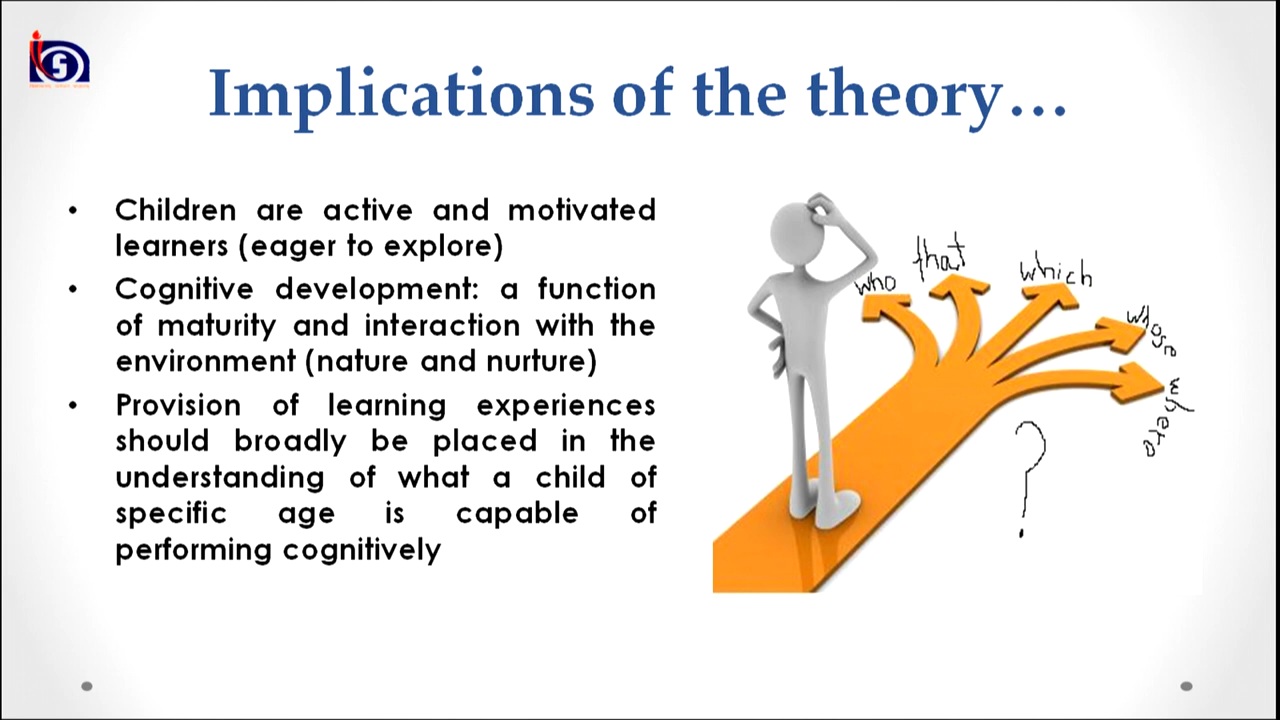 Implications of the theory...
• Children are active and motivated
learners (eager to explore)
• Cognitive development: a function
of maturity and interaction with the
environment (nature and nurture)
• Provision of learning experiences
should broadly be placed in the
understanding of what a child of
specific age is capable of
performing cognitively
who
that
which
whose
where
?